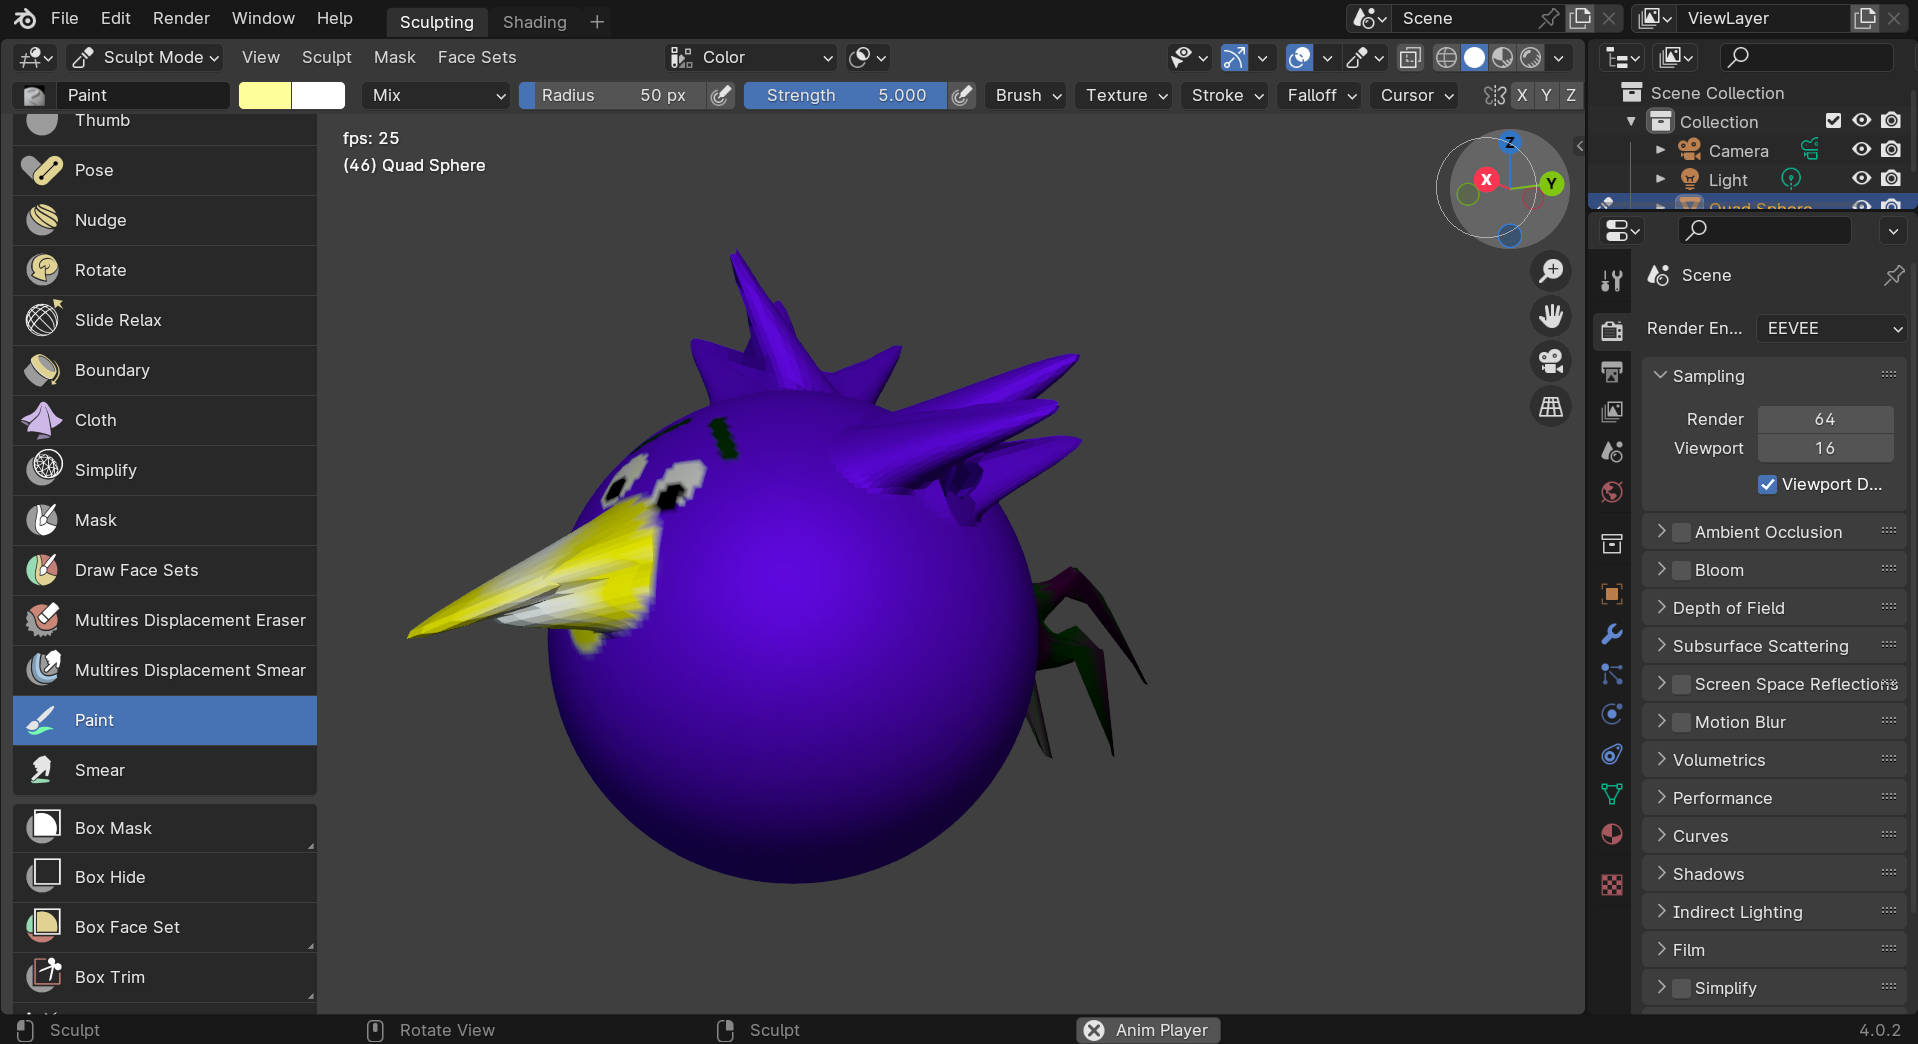 File Edit Render Window Help Sculpting Shading + Scene ViewLayer
Sculpt Mode View Sculpt Mask Face Sets Color
Paint Mix Radius 50 px Strength 5.000 Brush Texture Stroke Falloff Cursor X Y Z
Thumb
Pose
Nudge
Rotate
Slide Relax
Boundary
Cloth
Simplify
Mask
Draw Face Sets
Multires Displacement Eraser
Multires Displacement Smear
Paint
Smear
Box Mask
Box Hide
Box Face Set
Box Trim
fps: 25
(46) Quad Sphere
Z
X
Y
Scene Collection
Collection
Camera
Light
Quad Sphere
Scene
Render En... EEVEE
Sampling
Render 64
Viewport 16
Viewport D...
Ambient Occlusion
Bloom
Depth of Field
Subsurface Scattering
Screen Space Reflections
Motion Blur
Volumetrics
Performance
Curves
Shadows
Indirect Lighting
Film
Simplify
Sculpt Rotate View Sculpt Anim Player 4.0.2